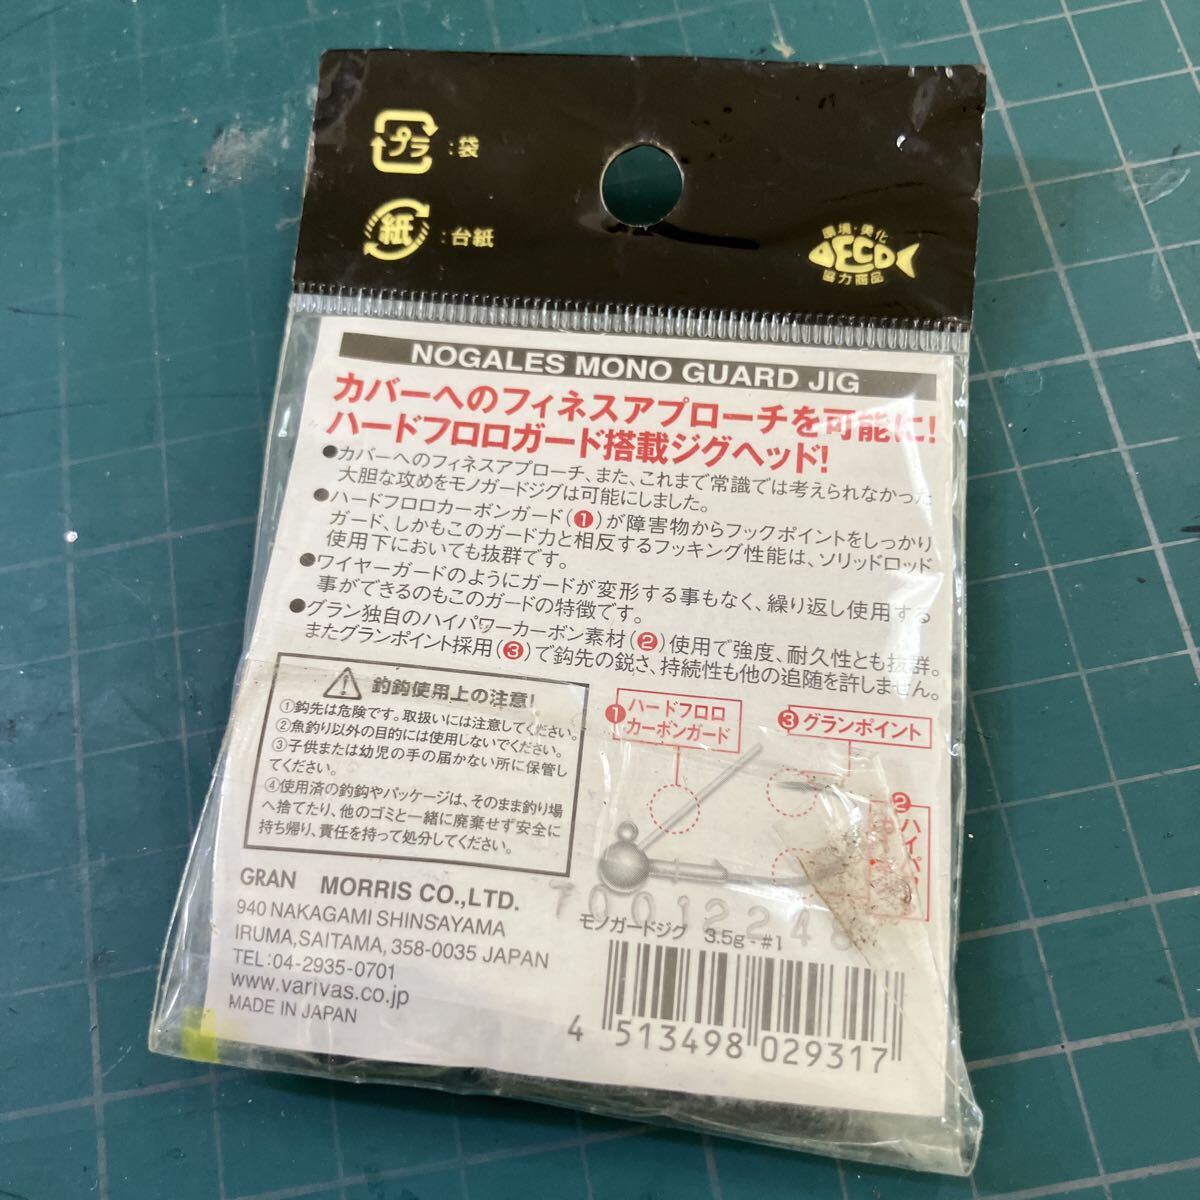 プラ :袋
紙 :台紙
環境・美化
ECO
協力商品
NOGALES MONO GUARD JIG
カバーへのフィネスアプローチを可能に!
ハードフロロガード搭載ジグヘッド!
●カバーへのフィネスアプローチ、また、これまで常識では考えられなかった
大胆な攻めをモノガードジグは可能にしました。
●ハードフロロカーボンガード(❶)が障害物からフックポイントをしっかり
ガード、しかもこのガード力と相反するフッキング性能は、ソリッドロッド
使用下においても抜群です。
●ワイヤーガードのようにガードが変形する事もなく、繰り返し使用する
事ができるのもこのガードの特徴です。
●グラン独自のハイパワーカーボン素材(❷)使用で強度、耐久性とも抜群。
またグランポイント採用(❸)で鈎先の鋭さ、持続性も他の追随を許しません。
釣鈎使用上の注意!
①鈎先は危険です。取扱いには注意してください。
②魚釣り以外の目的には使用しないでください。
③子供または幼児の手の届かない所に保管し
てください。
④使用済の釣鈎やパッケージは、そのまま釣り場
へ捨てたり、他のゴミと一緒に廃棄せず安全に
持ち帰り、責任を持って処分してください。
❶ハードフロロ
カーボンガード
❸グランポイント
❷ハイパワー
GRAN MORRIS CO.,LTD.
940 NAKAGAMI SHINSAYAMA
IRUMA,SAITAMA, 358-0035 JAPAN
TEL:04-2935-0701
www.varivas.co.jp
MADE IN JAPAN
70012248
モノガードジグ 3.5g - #1
4 513498 029317